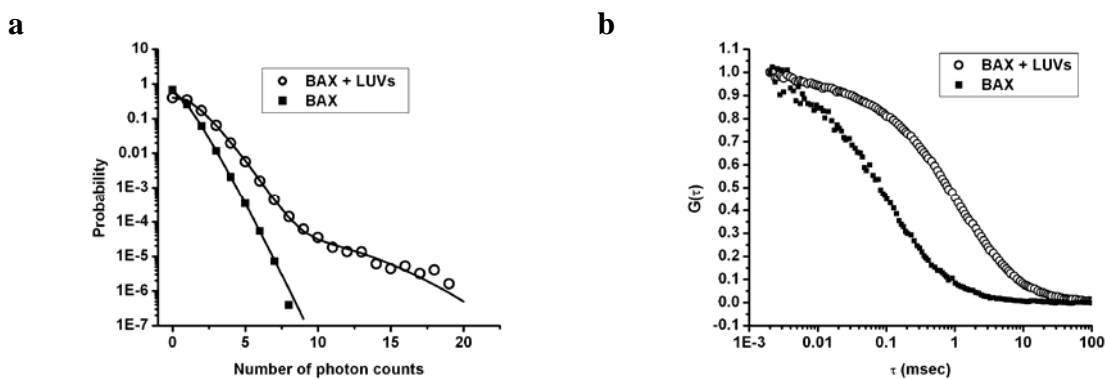 a
Probability
10
1
0.1
0.01
1E-3
1E-4
1E-5
1E-6
1E-7
0 5 10 15 20
Number of photon counts
BAX + LUVs
BAX
b
G(τ)
1.1
1.0
0.9
0.8
0.7
0.6
0.5
0.4
0.3
0.2
0.1
0.0
-0.1
1E-3 0.01 0.1 1 10 100
τ (msec)
BAX + LUVs
BAX